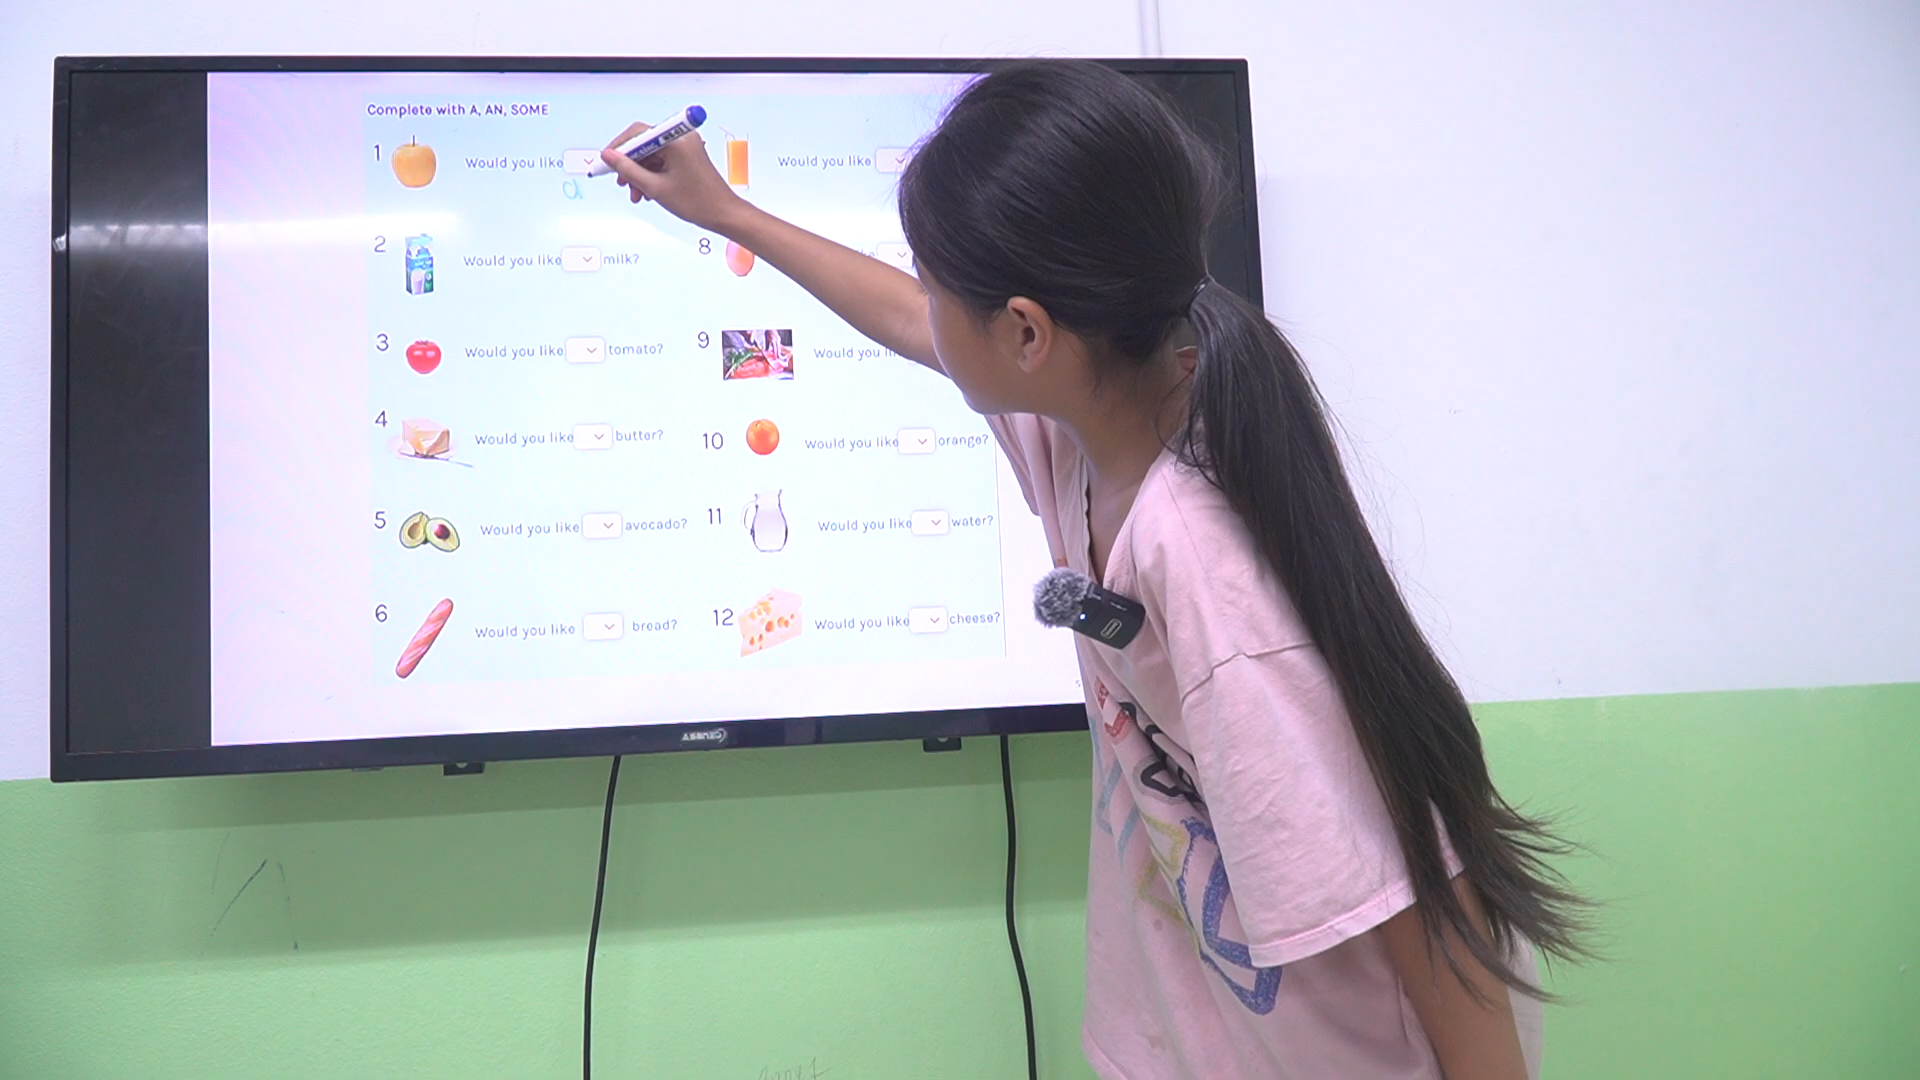 Complete with A, AN, SOME
1 Would you like
a
2 Would you like milk?
3 Would you like tomato?
4 Would you like butter?
5 Would you like avocado?
6 Would you like bread?
Would you like
8
9 Would you
10 Would you like orange?
11 Would you like water?
12 Would you like cheese?